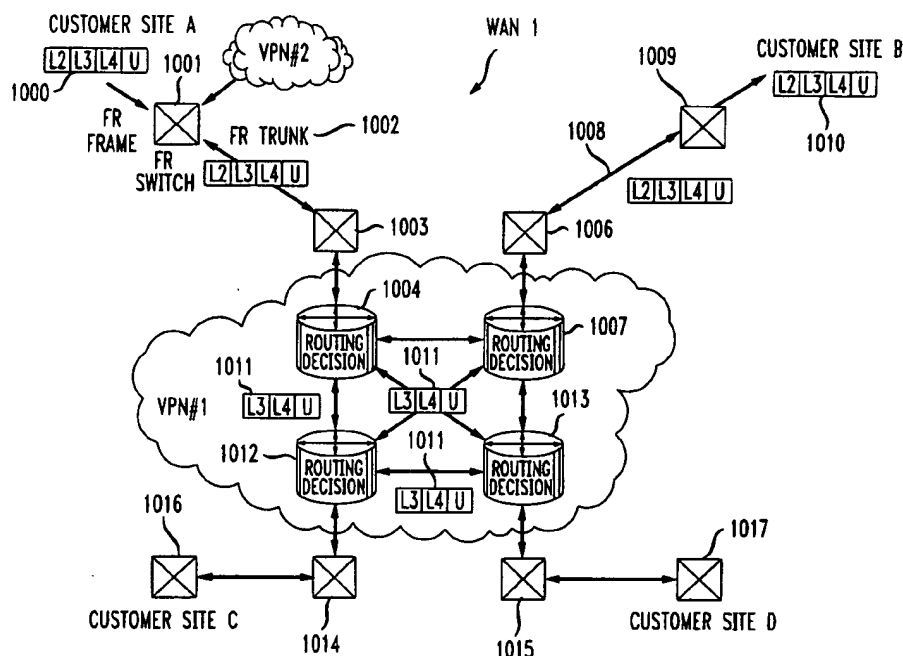 CUSTOMER SITE A
L2 L3 L4 U
1000
1001
VPN#2
WAN 1
CUSTOMER SITE B
L2 L3 L4 U
1010
1009
FR FRAME
FR SWITCH
FR TRUNK
1002
L2 L3 L4 U
1008
L2 L3 L4 U
1003
1006
1004
ROUTING DECISION
1007
ROUTING DECISION
1011
L3 L4 U
1011
L3 L4 U
VPN#1
1012
ROUTING DECISION
1011
L3 L4 U
1013
ROUTING DECISION
1016
CUSTOMER SITE C
1014
1015
1017
CUSTOMER SITE D